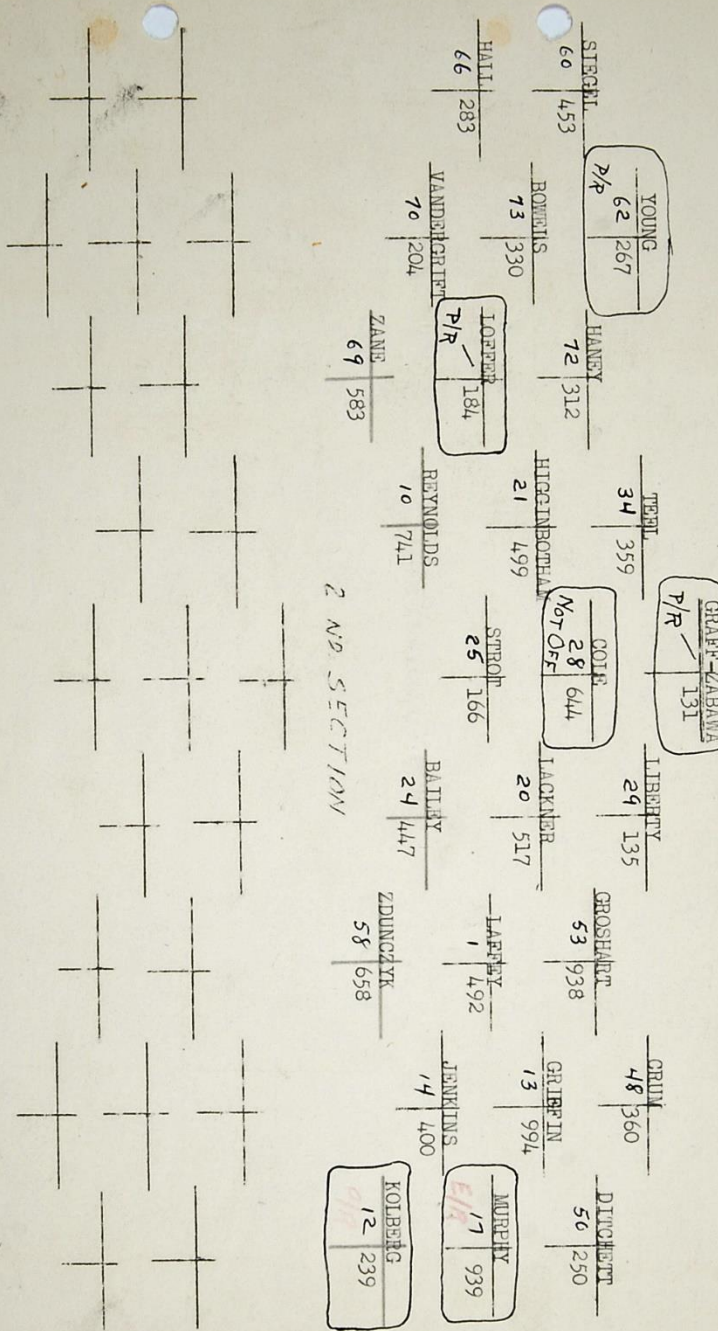 GRAFF-ZABAWA
P/R 131
TEEL
34 359
LIBERTY
29 135
CRUM
48 360
YOUNG
62 267
P/R
HANEY
72 312
COLE
28 644
NOT OFF
GROSHART
53 938
DITCHETT
50 250
SIEGEL
60 453
BOWERS
73 330
HIGGINBOTHAM
21 499
LACKNER
20 517
GRIFFIN
13 994
HALL
66 283
LOFFER
P/R 184
STROT
25 166
LAFFEY
1 492
MURPHY
17 939
E/R
VANDERGRIFT
70 204
REYNOLDS
10 741
BAILEY
24 447
JENKINS
14 400
ZANE
69 583
ZDUNCZYK
58 658
KOLBERG
12 239
2 ND. SECTION